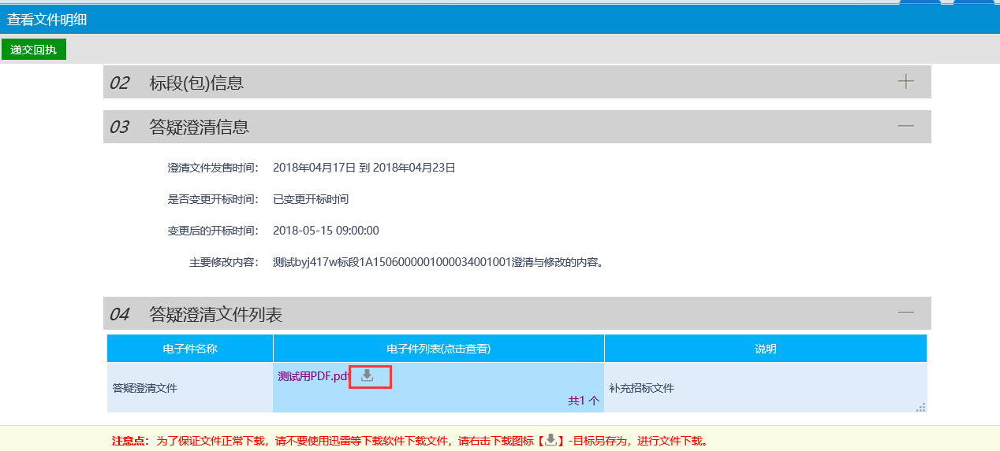 查看文件明细
递交回执
02 标段(包)信息
03 答疑澄清信息
澄清文件发售时间： 2018年04月17日 到 2018年04月23日
是否变更开标时间： 已变更开标时间
变更后的开标时间： 2018-05-15 09:00:00
主要修改内容： 测试byj417w标段1A1506000001000034001001澄清与修改的内容。
04 答疑澄清文件列表
电子件名称 电子件列表(点击查看) 说明
测试用PDF.pdf
答疑澄清文件 补充招标文件
共1 个
注意点：为了保证文件正常下载，请不要使用迅雷等下载软件下载文件，请右击下载图标【】-目标另存为，进行文件下载。